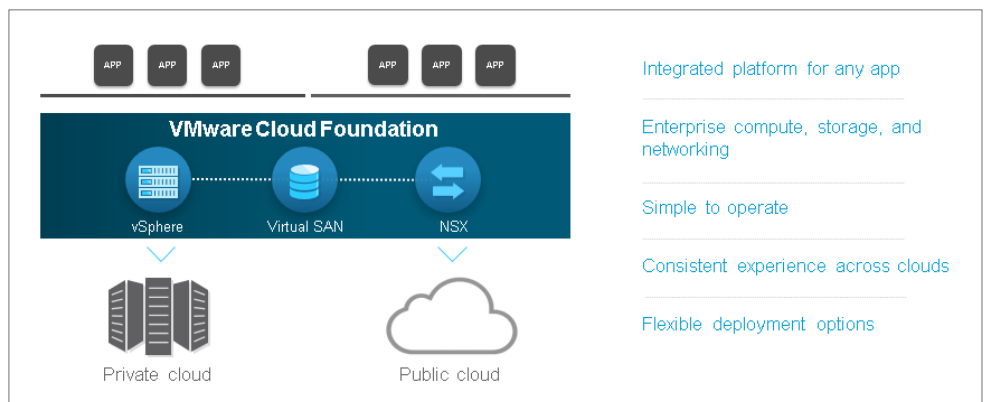 APP APP APP APP APP APP
VMware Cloud Foundation
vSphere Virtual SAN NSX
Private cloud Public cloud
Integrated platform for any app
Enterprise compute, storage, and
networking
Simple to operate
Consistent experience across clouds
Flexible deployment options